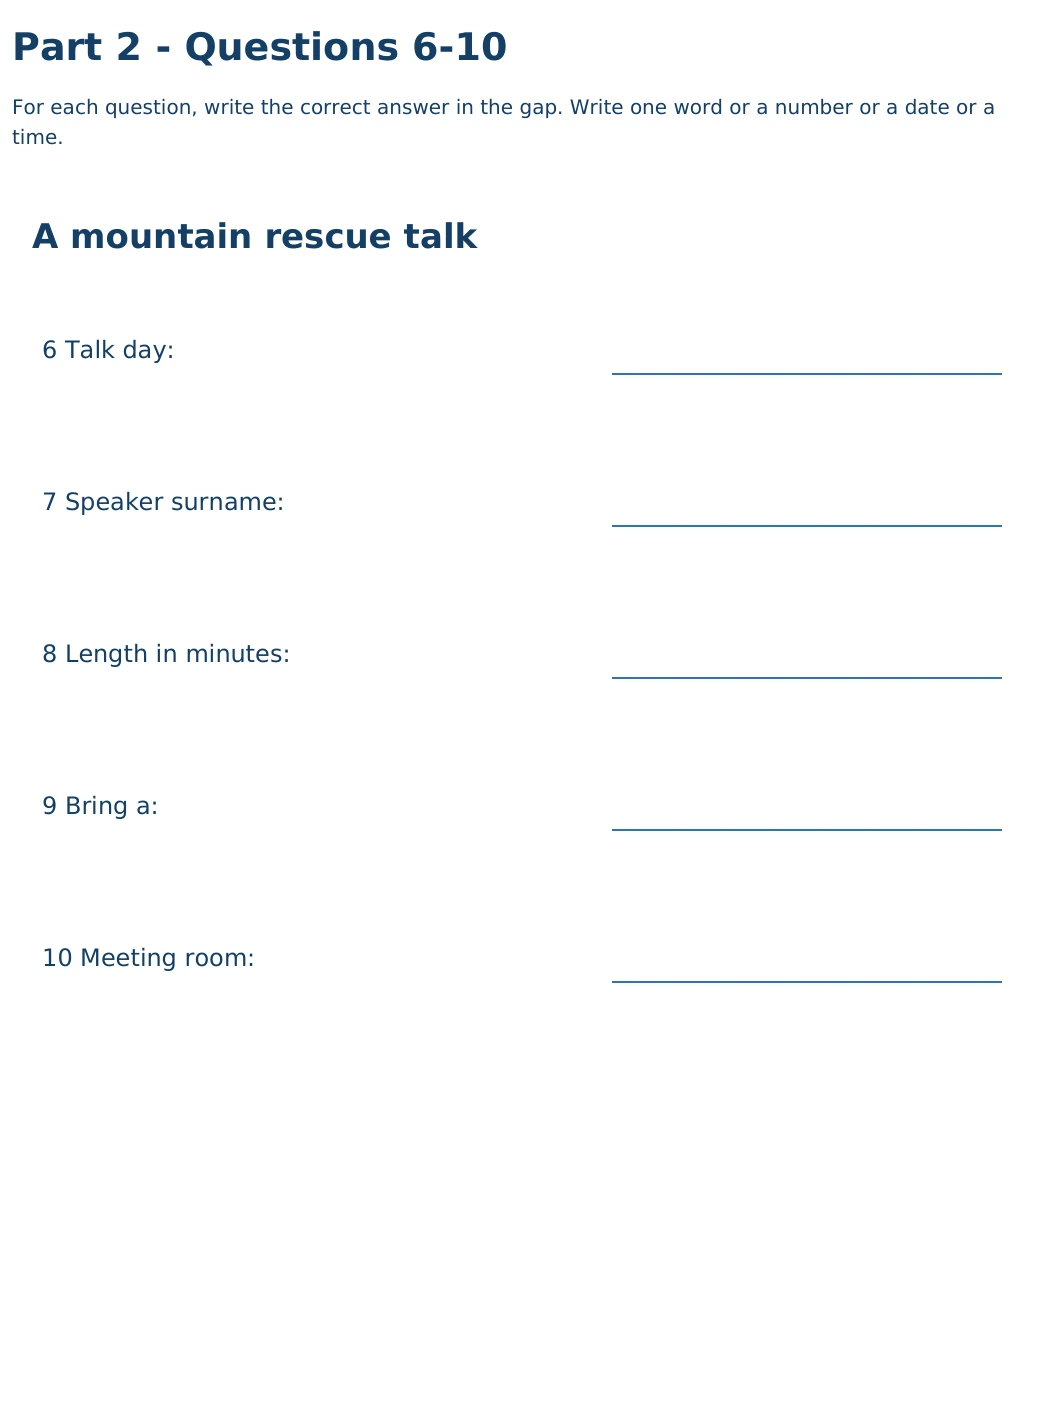 Part 2 - Questions 6-10
For each question, write the correct answer in the gap. Write one word or a number or a date or a
time.
A mountain rescue talk
6 Talk day:
7 Speaker surname:
8 Length in minutes:
9 Bring a:
10 Meeting room: